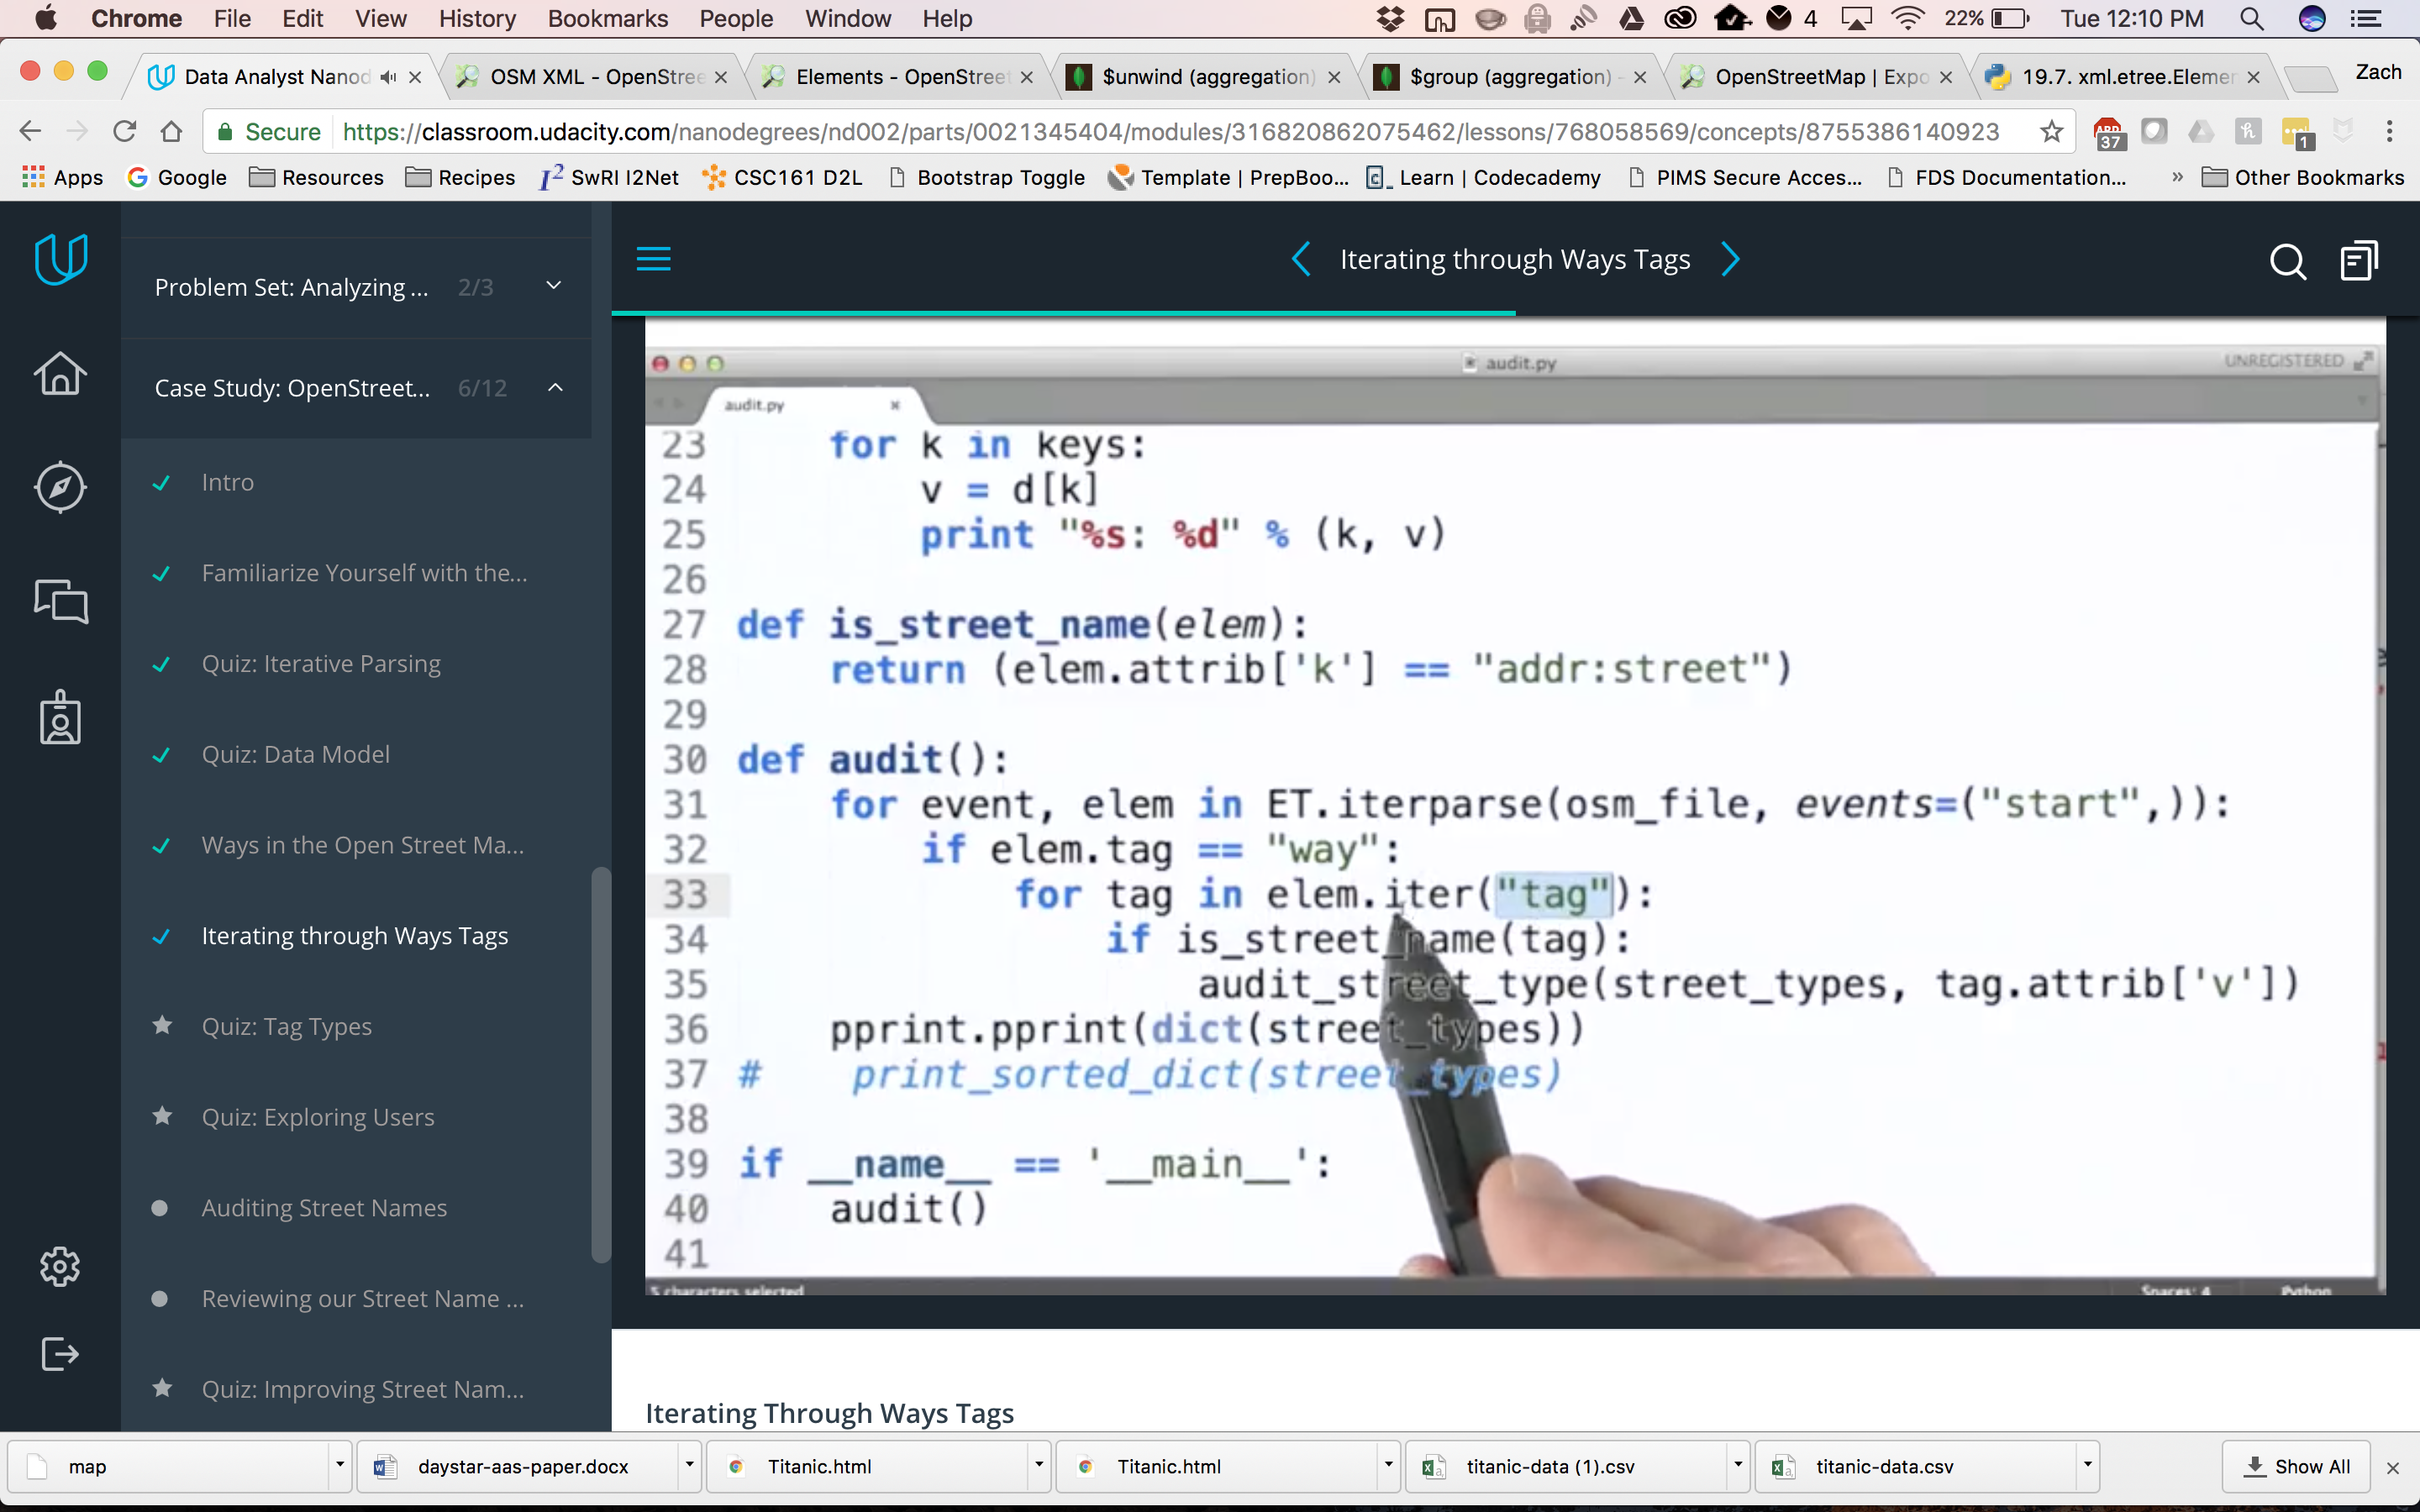 Chrome File Edit View History Bookmarks People Window Help 4 22% Tue 12:10 PM
Data Analyst Nanod OSM XML - OpenStree Elements - OpenStreet $unwind (aggregation) $group (aggregation) - OpenStreetMap | Expo 19.7. xml.etree.Elemen Zach
Secure https://classroom.udacity.com/nanodegrees/nd002/parts/0021345404/modules/316820862075462/lessons/768058569/concepts/8755386140923 ABP 37 1
Apps Google Resources Recipes I2 SwRI I2Net CSC161 D2L Bootstrap Toggle Template | PrepBoo... Learn | Codecademy PIMS Secure Acces... FDS Documentation... » Other Bookmarks
Problem Set: Analyzing ... 2/3
Case Study: OpenStreet... 6/12
Intro
Familiarize Yourself with the...
Quiz: Iterative Parsing
Quiz: Data Model
Ways in the Open Street Ma...
Iterating through Ways Tags
Quiz: Tag Types
Quiz: Exploring Users
Auditing Street Names
Reviewing our Street Name ...
Quiz: Improving Street Nam...
Iterating through Ways Tags
audit.py UNREGISTERED
audit.py
23 for k in keys:
24 v = d[k]
25 print "%s: %d" % (k, v)
26
27 def is_street_name(elem):
28 return (elem.attrib['k'] == "addr:street")
29
30 def audit():
31 for event, elem in ET.iterparse(osm_file, events=("start",)):
32 if elem.tag == "way":
33 for tag in elem.iter("tag"):
34 if is_street_name(tag):
35 audit_street_type(street_types, tag.attrib['v'])
36 pprint.pprint(dict(street_types))
37 # print_sorted_dict(street_types)
38
39 if __name__ == '__main__':
40 audit()
41
5 characters selected Spaces: 4 Python
Iterating Through Ways Tags
map daystar-aas-paper.docx Titanic.html Titanic.html titanic-data (1).csv titanic-data.csv Show All